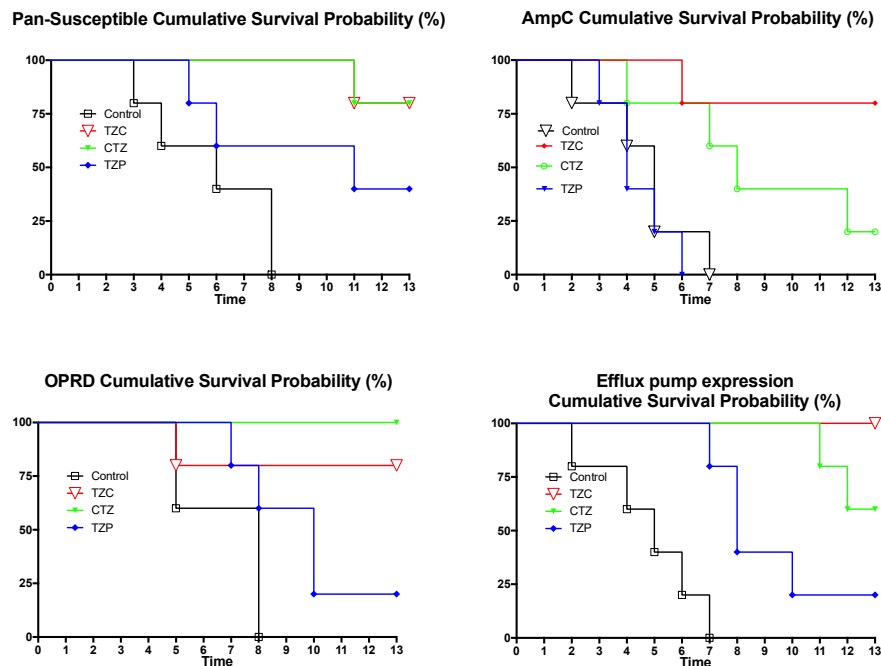 Pan-Susceptible Cumulative Survival Probability (%)
100
75
50
25
0
Control
TZC
CTZ
TZP
0 1 2 3 4 5 6 7 8 9 10 11 12 13
Time
AmpC Cumulative Survival Probability (%)
100
75
50
25
0
Control
TZC
CTZ
TZP
0 1 2 3 4 5 6 7 8 9 10 11 12 13
Time
OPRD Cumulative Survival Probability (%)
100
75
50
25
0
Control
TZC
CTZ
TZP
0 1 2 3 4 5 6 7 8 9 10 11 12 13
Time
Efflux pump expression
Cumulative Survival Probability (%)
100
75
50
25
0
Control
TZC
CTZ
TZP
0 1 2 3 4 5 6 7 8 9 10 11 12 13
Time